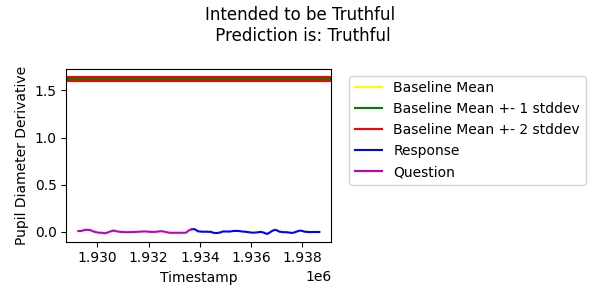 Intended to be Truthful
Prediction is: Truthful
Pupil Diameter Derivative
1.5
1.0
0.5
0.0
1.930 1.932 1.934 1.936 1.938
1e6
Timestamp
Baseline Mean
Baseline Mean +- 1 stddev
Baseline Mean +- 2 stddev
Response
Question